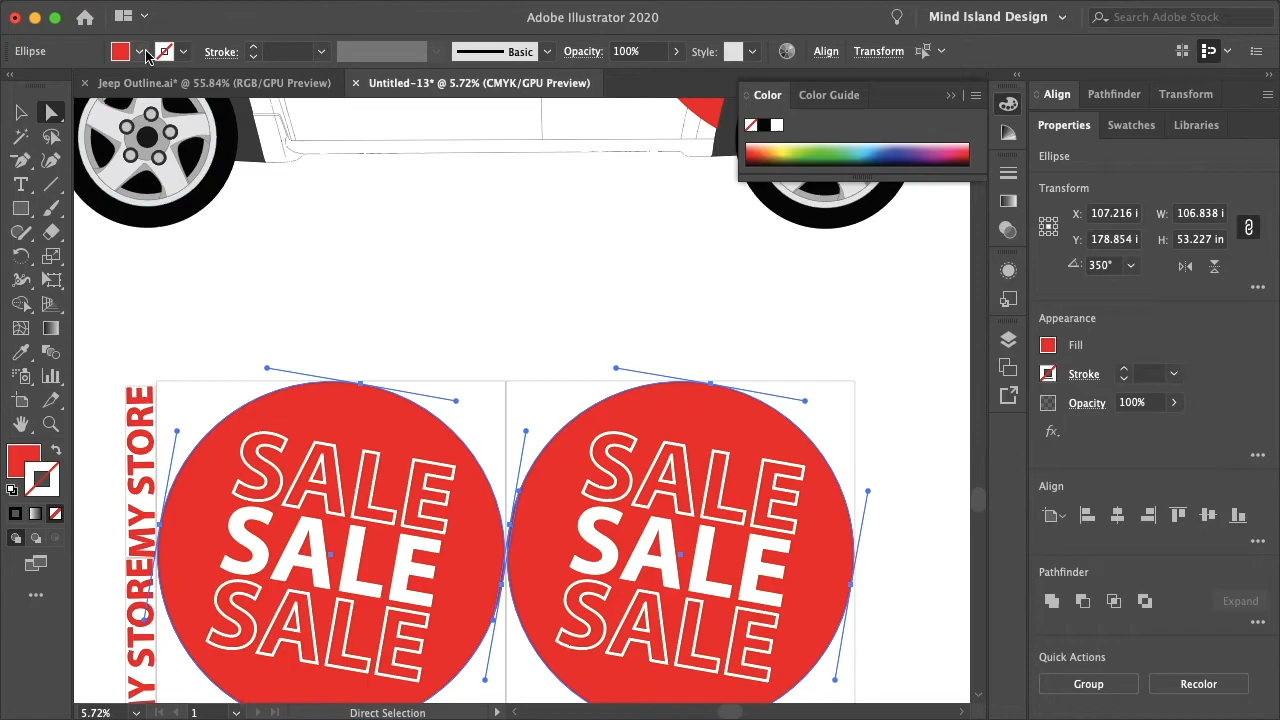 Adobe Illustrator 2020
Mind Island Design
Search Adobe Stock
Ellipse
Stroke:
Basic
Opacity:
100%
Style:
Align
Transform
× Jeep Outline.ai* @ 55.84% (RGB/GPU Preview)
× Untitled-13* @ 5.72% (CMYK/GPU Preview)
Color
Color Guide
Align
Pathfinder
Transform
Properties
Swatches
Libraries
Ellipse
Transform
X: 107.216 i
W: 106.838 i
Y: 178.854 i
H: 53.227 in
350°
Appearance
Fill
Stroke
Opacity
100%
fx.
Align
Pathfinder
Expand
Quick Actions
Group
Recolor
MY STOREMY STORE
SALE
SALE
SALE
SALE
SALE
SALE
5.72%
1
Direct Selection